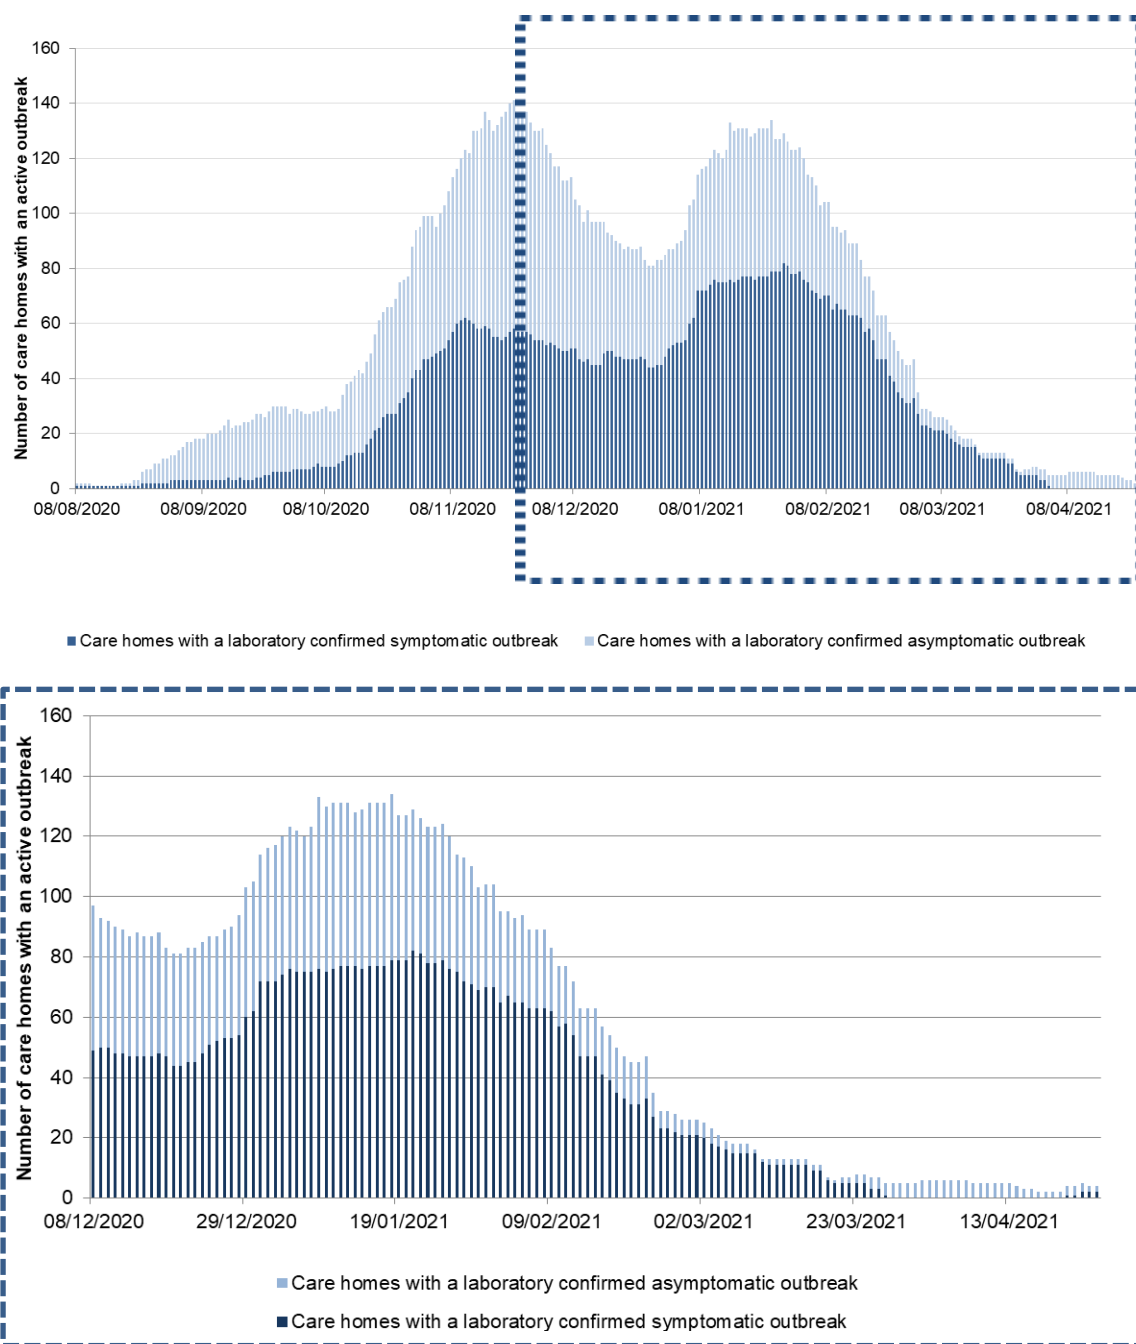 Number of care homes with an active outbreak
160
140
120
100
80
60
40
20
0
08/08/2020 08/09/2020 08/10/2020 08/11/2020 08/12/2020 08/01/2021 08/02/2021 08/03/2021 08/04/2021
Care homes with a laboratory confirmed symptomatic outbreak Care homes with a laboratory confirmed asymptomatic outbreak
Number of care homes with an active outbreak
160
140
120
100
80
60
40
20
0
08/12/2020 29/12/2020 19/01/2021 09/02/2021 02/03/2021 23/03/2021 13/04/2021
Care homes with a laboratory confirmed asymptomatic outbreak
Care homes with a laboratory confirmed symptomatic outbreak